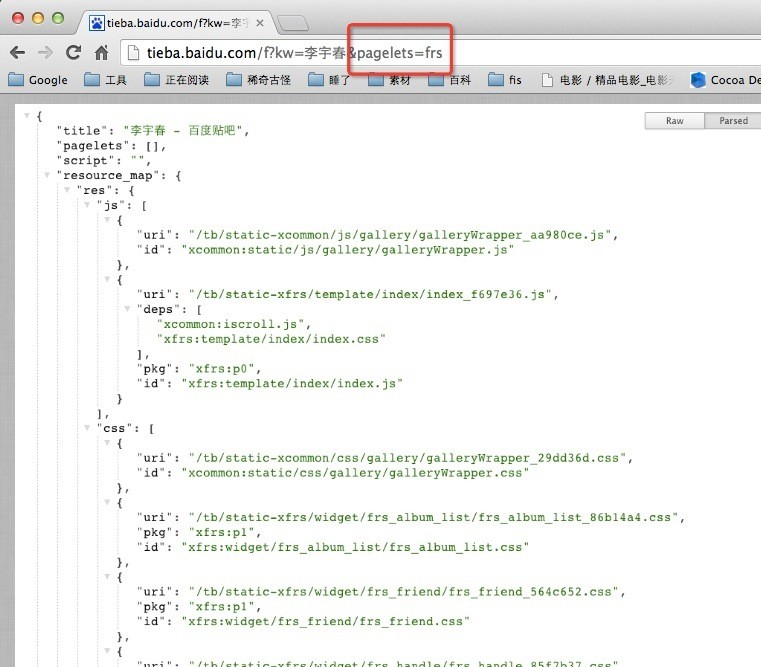 tieba.baidu.com/f?kw=李宇
tieba.baidu.com/f?kw=李宇春&pagelets=frs
Google 工具 正在阅读 稀奇古怪 睡了 素材 百科 fis 电影 / 精品电影_电影 Cocoa De
Raw Parsed
{
"title": "李宇春 - 百度贴吧",
"pagelets": [],
"script": "",
"resource_map": {
"res": {
"js": [
{
"uri": "/tb/static-xcommon/js/gallery/galleryWrapper_aa980ce.js",
"id": "xcommon:static/js/gallery/galleryWrapper.js"
},
{
"uri": "/tb/static-xfrs/template/index/index_f697e36.js",
"deps": [
"xcommon:iscroll.js",
"xfrs:template/index/index.css"
],
"pkg": "xfrs:p0",
"id": "xfrs:template/index/index.js"
}
],
"css": [
{
"uri": "/tb/static-xcommon/css/gallery/galleryWrapper_29dd36d.css",
"id": "xcommon:static/css/gallery/galleryWrapper.css"
},
{
"uri": "/tb/static-xfrs/widget/frs_album_list/frs_album_list_86b14a4.css",
"pkg": "xfrs:p1",
"id": "xfrs:widget/frs_album_list/frs_album_list.css"
},
{
"uri": "/tb/static-xfrs/widget/frs_friend/frs_friend_564c652.css",
"pkg": "xfrs:p1",
"id": "xfrs:widget/frs_friend/frs_friend.css"
},
{
"uri": "/tb/static-xfrs/widget/frs_handle/frs_handle_85f7b37.css",